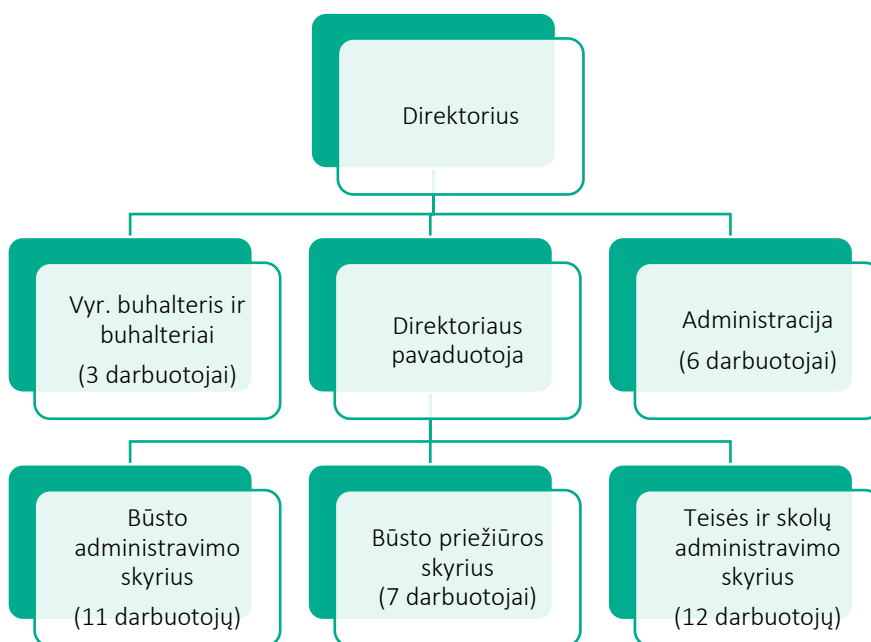 Direktorius
Vyr. buhalteris ir
buhalteriai
(3 darbuotojai)
Direktoriaus
pavaduotoja
Administracija
(6 darbuotojai)
Būsto
administravimo
skyrius
(11 darbuotojų)
Būsto priežiūros
skyrius
(7 darbuotojai)
Teisės ir skolų
administravimo
skyrius
(12 darbuotojų)